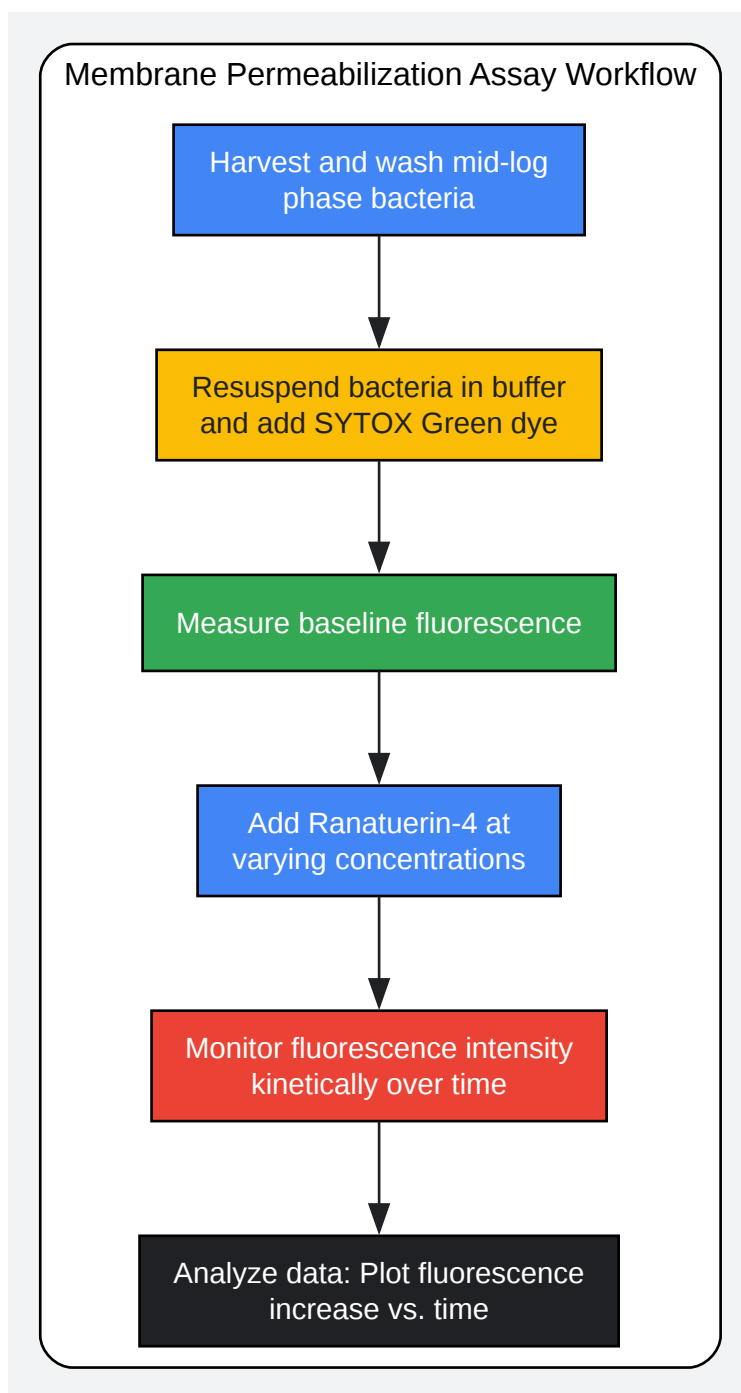 Membrane Permeabilization Assay Workflow
Harvest and wash mid-log
phase bacteria
Resuspend bacteria in buffer
and add SYTOX Green dye
Measure baseline fluorescence
Add Ranatuerin-4 at
varying concentrations
Monitor fluorescence intensity
kinetically over time
Analyze data: Plot fluorescence
increase vs. time